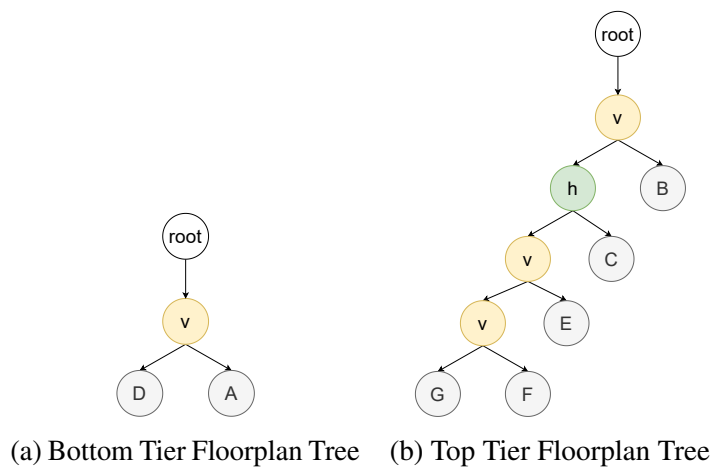 root
v
h
B
root
v
C
v
v
E
D
A
G
F
(a) Bottom Tier Floorplan Tree
(b) Top Tier Floorplan Tree